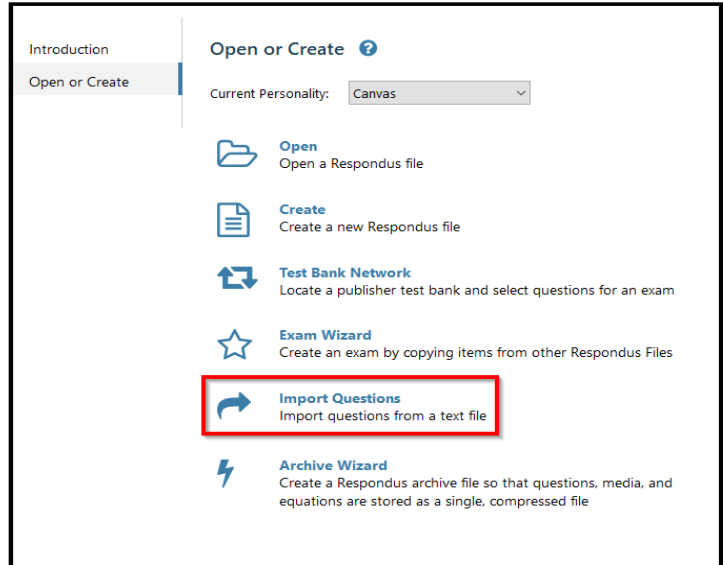 Introduction
Open or Create
Open or Create ?
Current Personality: Canvas
Open
Open a Respondus file
Create
Create a new Respondus file
Test Bank Network
Locate a publisher test bank and select questions for an exam
Exam Wizard
Create an exam by copying items from other Respondus Files
Import Questions
Import questions from a text file
Archive Wizard
Create a Respondus archive file so that questions, media, and
equations are stored as a single, compressed file